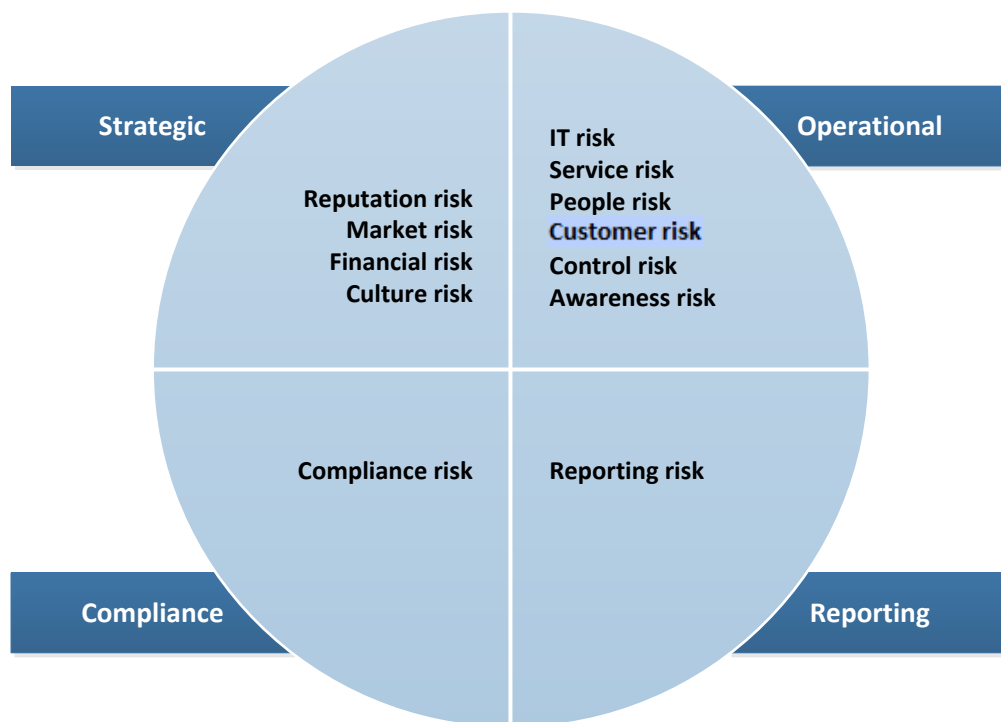 Strategic
Operational
Reputation risk
Market risk
Financial risk
Culture risk
IT risk
Service risk
People risk
Customer risk
Control risk
Awareness risk
Compliance risk
Reporting risk
Compliance
Reporting